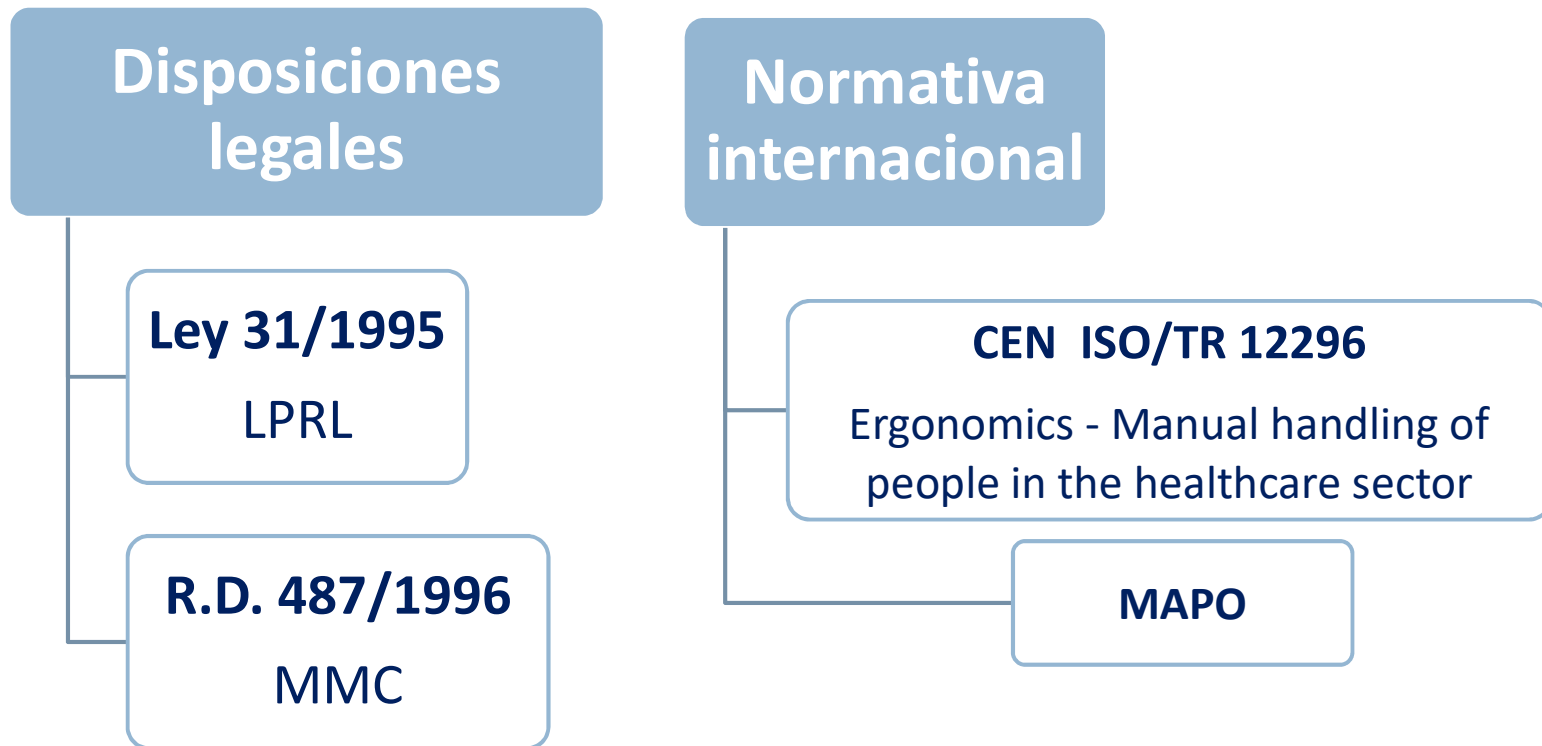 Disposiciones
legales
Ley 31/1995
LPRL
R.D. 487/1996
MMC
Normativa
internacional
CEN ISO/TR 12296
Ergonomics - Manual handling of
people in the healthcare sector
MAPO